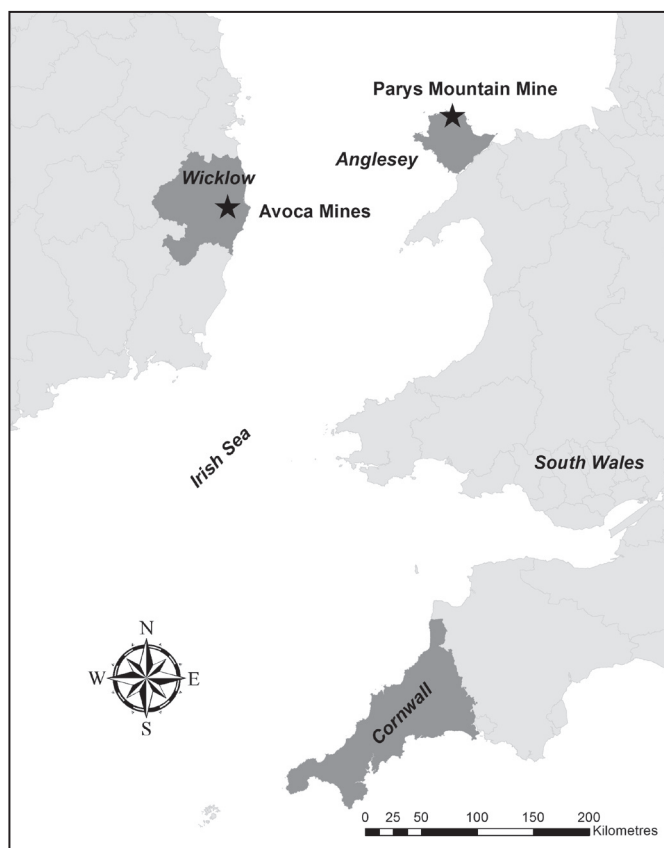 Parys Mountain Mine
Anglesey
Wicklow
Avoca Mines
Irish Sea
South Wales
N
W E
S
Cornwall
0 25 50 100 150 200
Kilometres